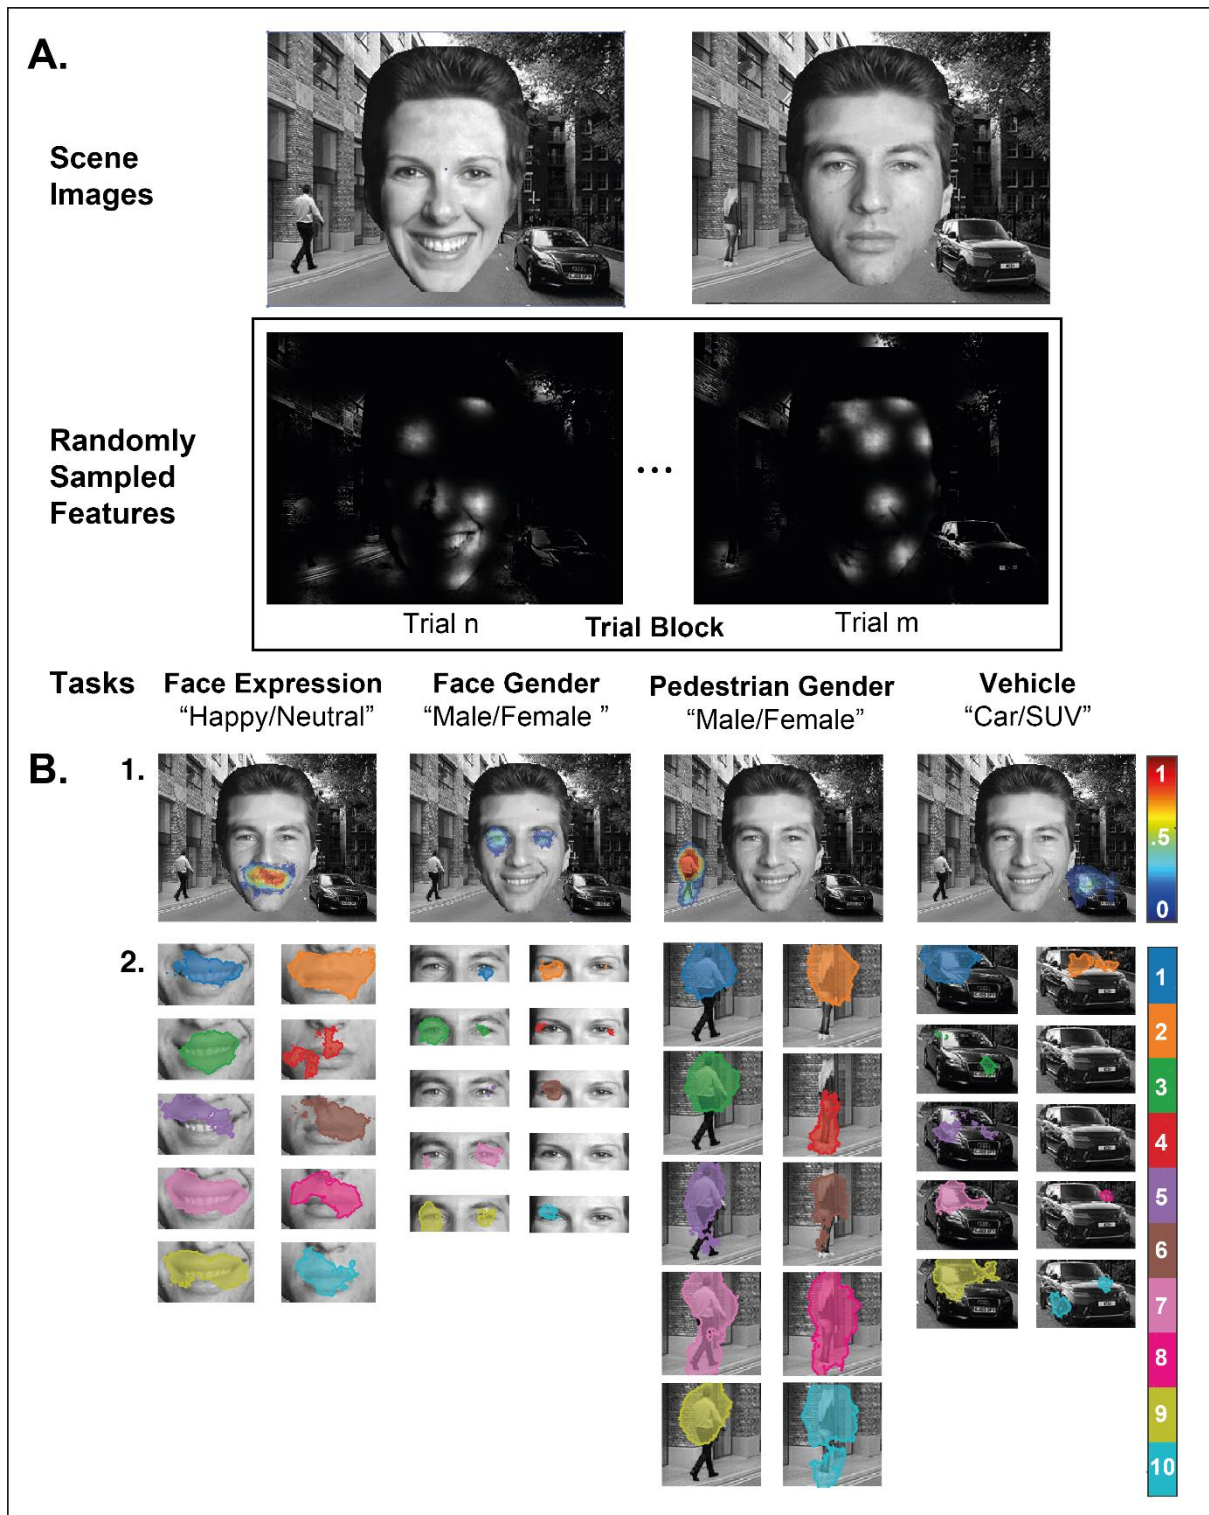 A.
Scene
Images
Randomly
Sampled
Features
...
Trial n
Trial Block
Trial m
Tasks
Face Expression
“Happy/Neutral”
Face Gender
“Male/Female ”
Pedestrian Gender
“Male/Female”
Vehicle
“Car/SUV”
B.
1.
1
.5
0
2.
1
2
3
4
5
6
7
8
9
10